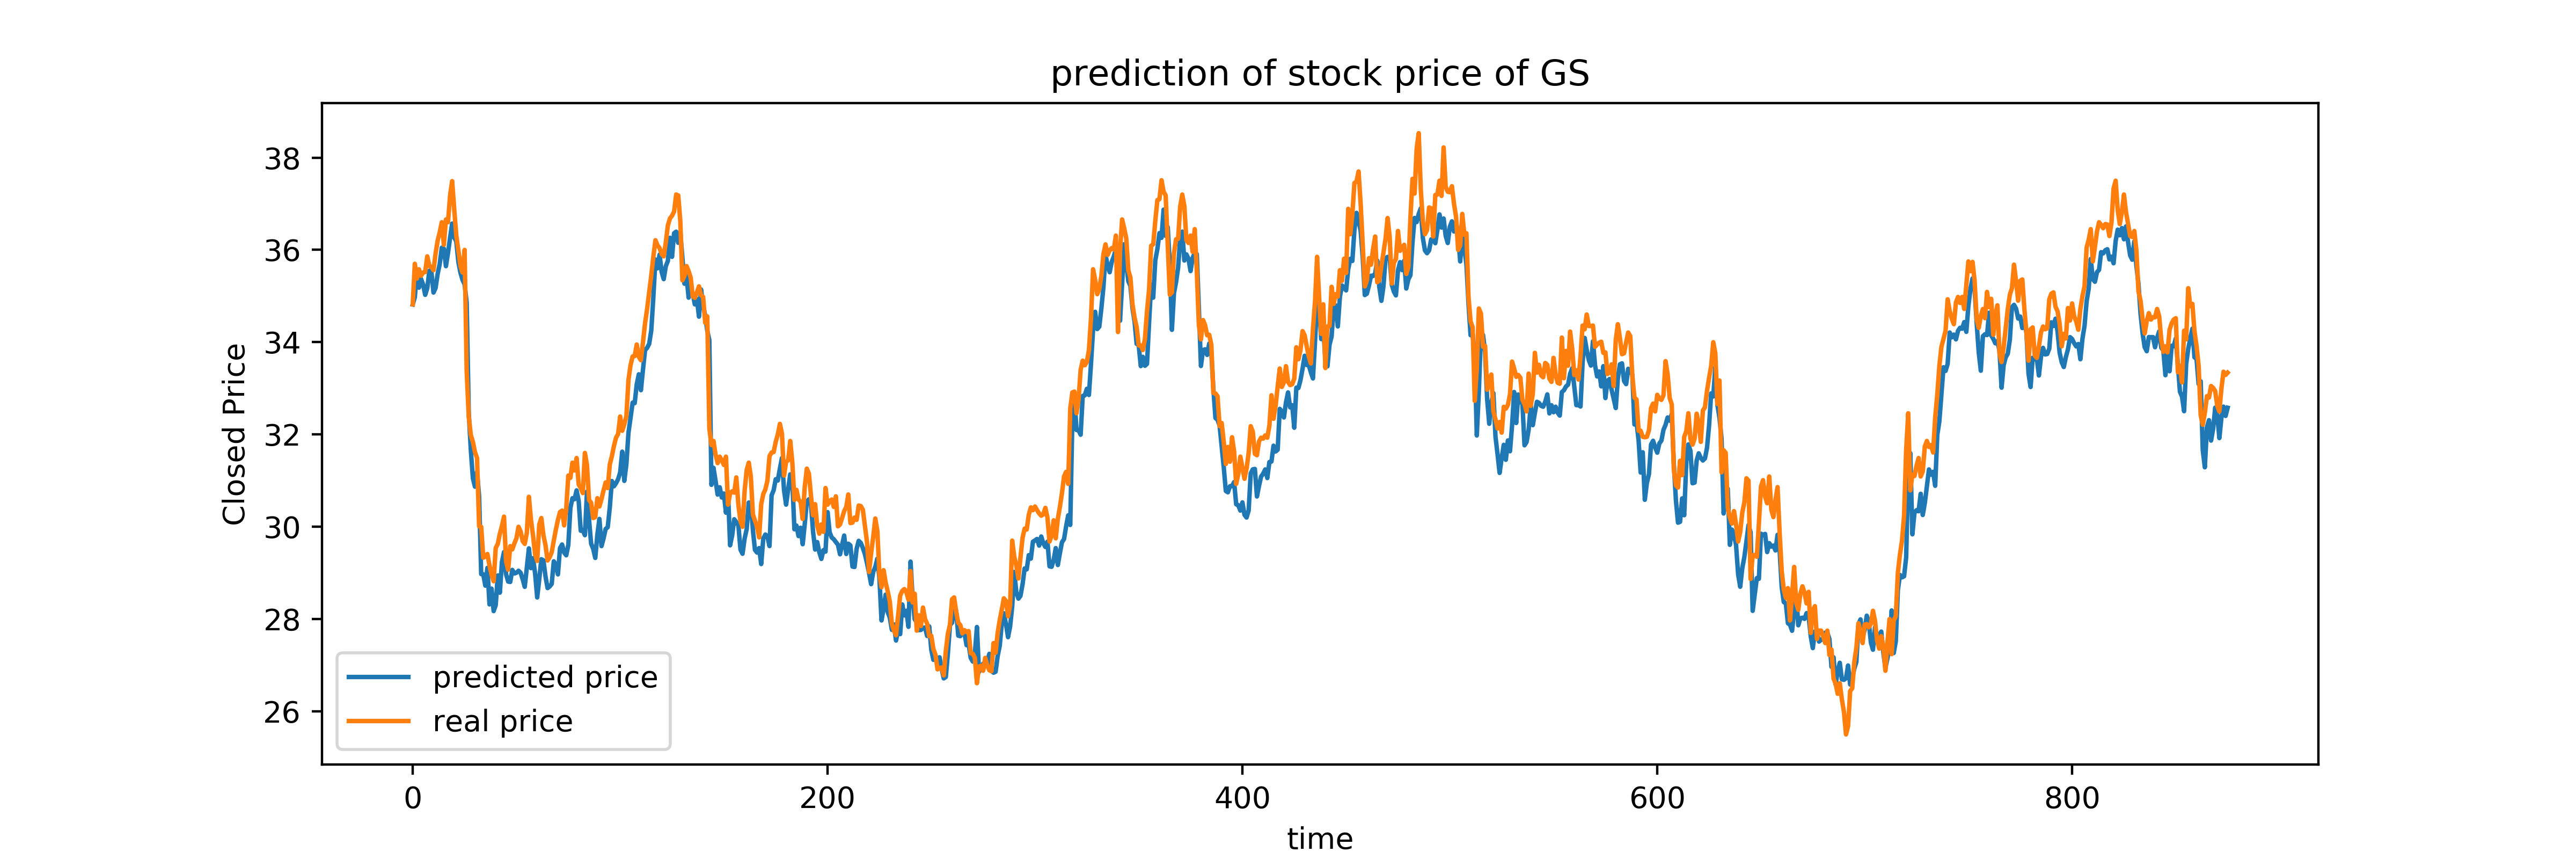 prediction of stock price of GS
Closed Price
38
36
34
32
30
28
26
predicted price
real price
0 200 400 600 800
time